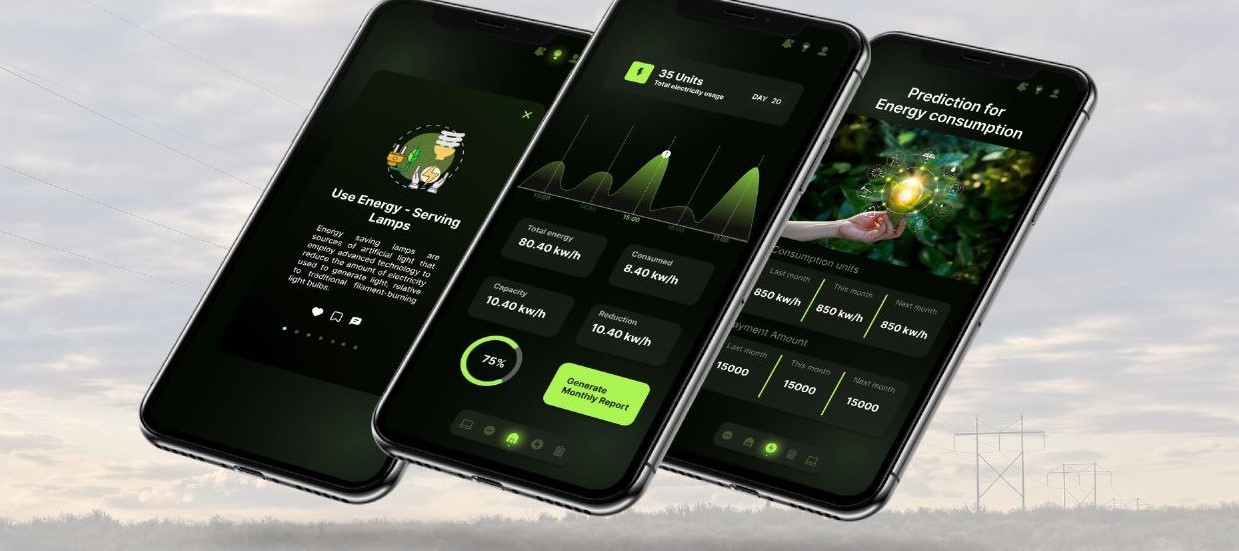 Use Energy - Serving
Lamps
Energy saving lamps are
sources of artificial light that
employ advanced technology to
reduce the amount of electricity
used to generate light, relative
to traditional filament-burning
light bulbs.
35 Units
Total electricity usage
DAY 20
13:00
14:00
15:00
16:00
17:00
Total energy
80.40 kw/h
Consumed
8.40 kw/h
Capacity
10.40 kw/h
Reduction
10.40 kw/h
75%
Generate
Monthly Report
Prediction for
Energy consumption
Consumption units
Last month
850 kw/h
This month
850 kw/h
Next month
850 kw/h
ayment Amount
Last month
15000
This month
15000
Next month
15000